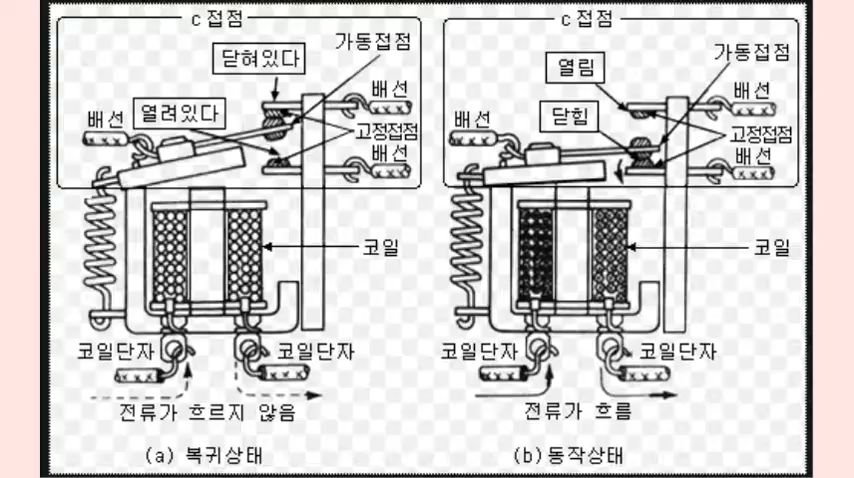 c 접점
가동접점
닫혀있다
배선
열려있다
배선
고정접점
배선
코일
코일단자
코일단자
전류가 흐르지 않음
(a) 복귀상태
c 접점
가동접점
열림
배선
닫힘
배선
고정접점
배선
코일
코일단자
코일단자
전류가 흐름
(b) 동작상태